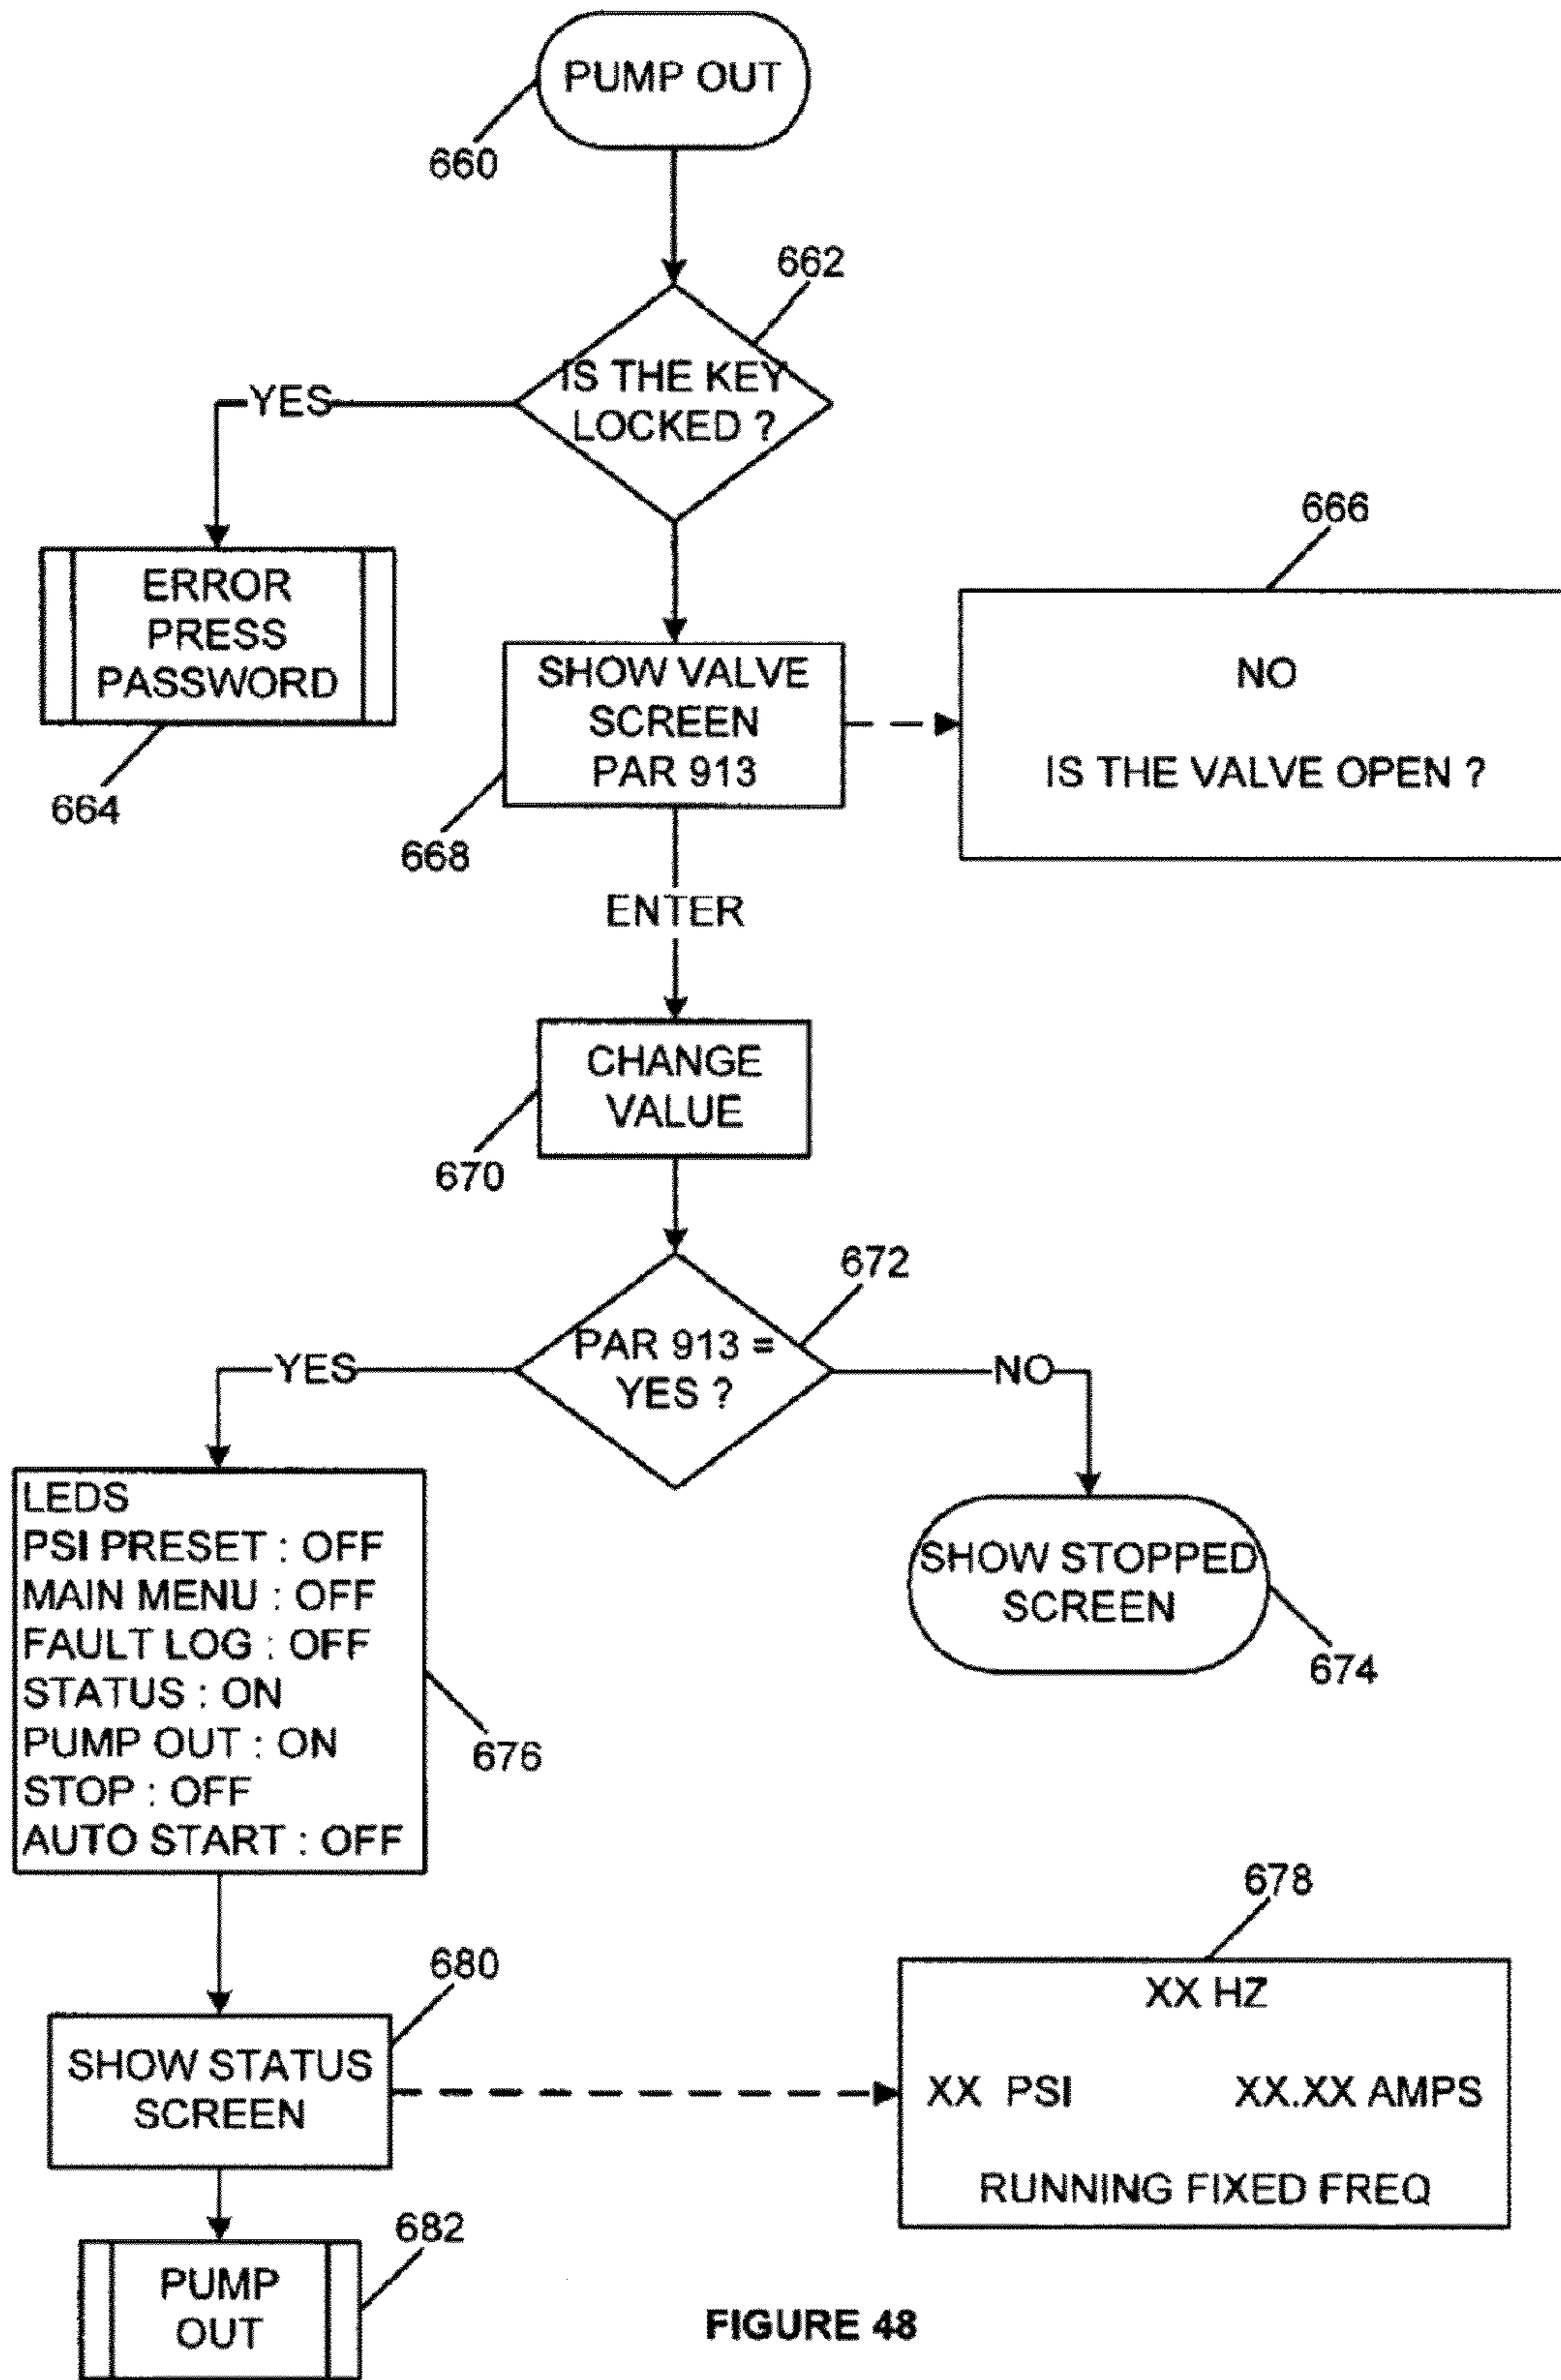 PUMP OUT
660
662
IS THE KEY
LOCKED ?
YES
666
ERROR
PRESS
PASSWORD
664
SHOW VALVE
SCREEN
PAR 913
668
NO
IS THE VALVE OPEN ?
ENTER
CHANGE
VALUE
670
672
PAR 913 =
YES ?
YES
NO
LEDS
PSI PRESET : OFF
MAIN MENU : OFF
FAULT LOG : OFF
STATUS : ON
PUMP OUT : ON
STOP : OFF
AUTO START : OFF
676
SHOW STOPPED
SCREEN
674
680
678
SHOW STATUS
SCREEN
XX HZ
XX PSI XX.XX AMPS
RUNNING FIXED FREQ
682
PUMP
OUT
FIGURE 48